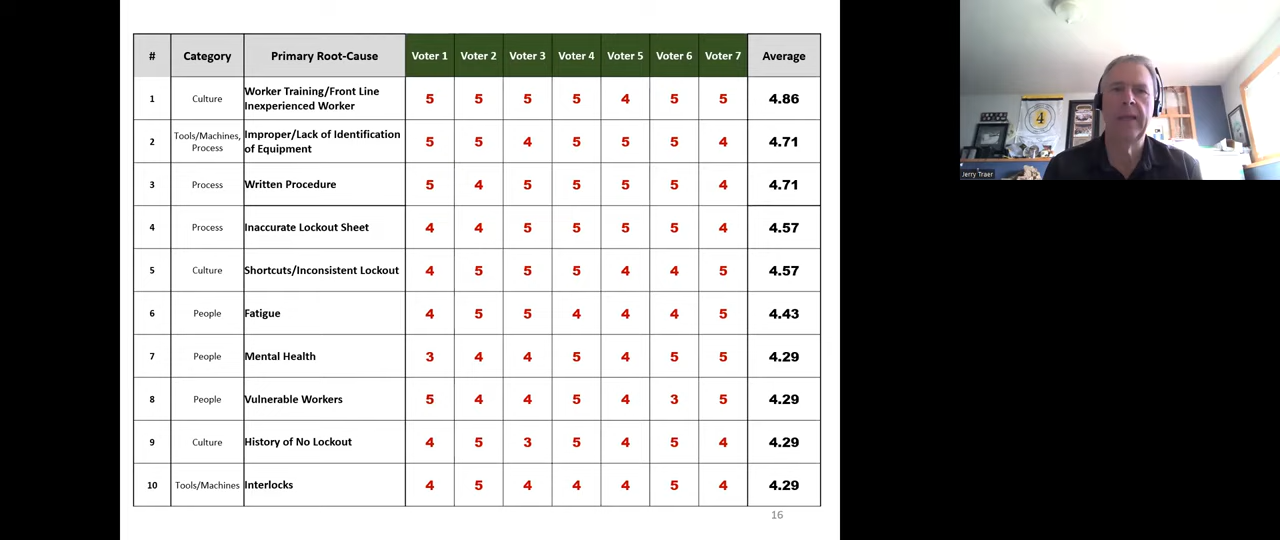 # Category Primary Root-Cause Voter 1 Voter 2 Voter 3 Voter 4 Voter 5 Voter 6 Voter 7 Average
1 Culture Worker Training/Front Line Inexperienced Worker 5 5 5 5 4 5 5 4.86
2 Tools/Machines, Process Improper/Lack of Identification of Equipment 5 5 4 5 5 5 4 4.71
3 Process Written Procedure 5 4 5 5 5 5 4 4.71
4 Process Inaccurate Lockout Sheet 4 4 5 5 5 5 4 4.57
5 Culture Shortcuts/Inconsistent Lockout 4 5 5 5 4 4 5 4.57
6 People Fatigue 4 5 5 4 4 4 5 4.43
7 People Mental Health 3 4 4 5 4 5 5 4.29
8 People Vulnerable Workers 5 4 4 5 4 3 5 4.29
9 Culture History of No Lockout 4 5 3 5 4 5 4 4.29
10 Tools/Machines Interlocks 4 5 4 4 4 5 4 4.29
16
4
Jerry Traer